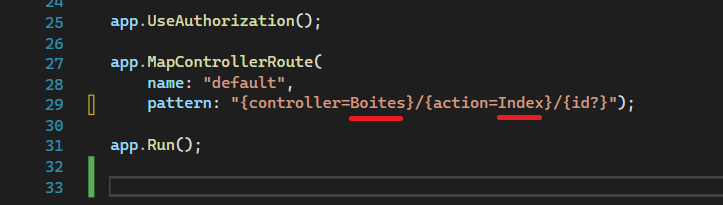 24
25 app.UseAuthorization();
26
27 app.MapControllerRoute(
28 name: "default",
29 pattern: "{controller=Boites}/{action=Index}/{id?}");
30
31 app.Run();
32
33